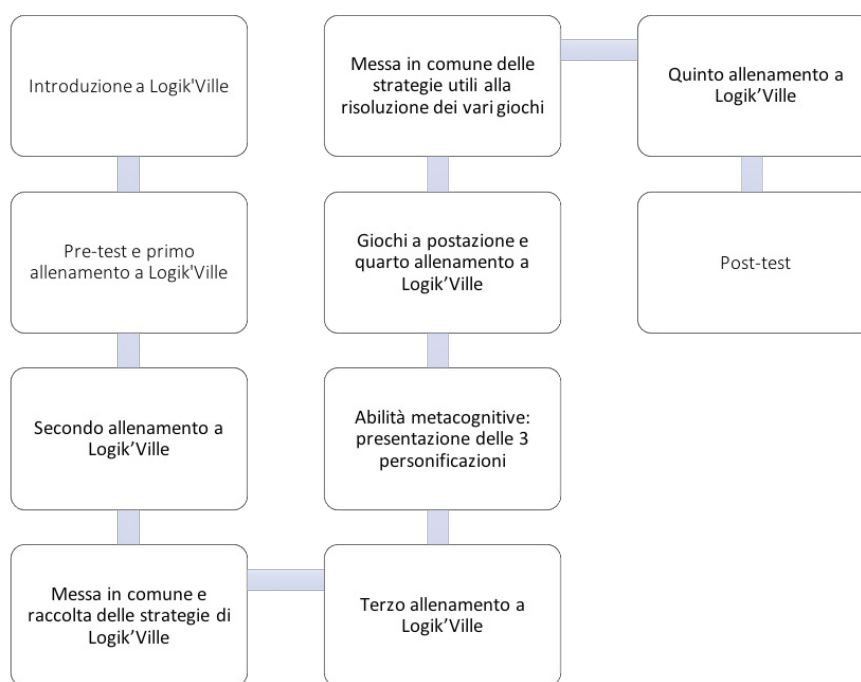 Introduzione a Logik'Ville
Pre-test e primo
allenamento a Logik'Ville
Secondo allenamento a
Logik’Ville
Messa in comune e
raccolta delle strategie di
Logik’Ville
Terzo allenamento a
Logik’Ville
Abilità metacognitive:
presentazione delle 3
personificazioni
Giochi a postazione e
quarto allenamento a
Logik’Ville
Messa in comune delle
strategie utili alla
risoluzione dei vari giochi
Quinto allenamento a
Logik’Ville
Post-test